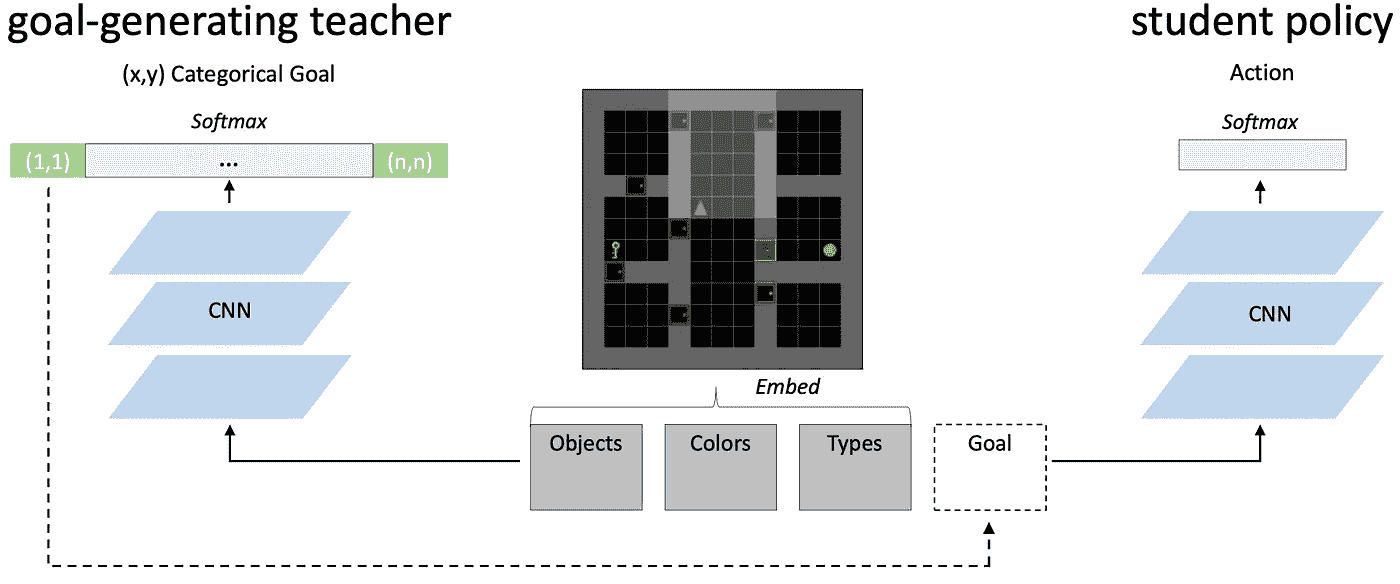 goal-generating teacher
student policy
(x,y) Categorical Goal
Action
Softmax
Softmax
(1,1)
...
(n,n)
CNN
CNN
Embed
Objects
Colors
Types
Goal